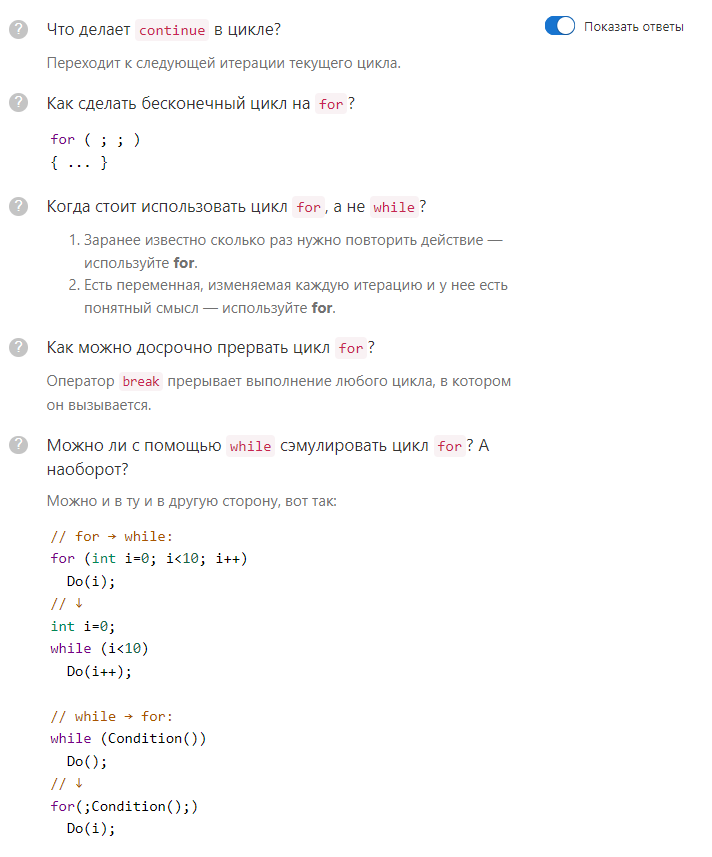 Что делает continue в цикле?
Показать ответы
Переходит к следующей итерации текущего цикла.
Как сделать бесконечный цикл на for?
for ( ; ; )
{ ... }
Когда стоит использовать цикл for, а не while?
1. Заранее известно сколько раз нужно повторить действие —
используйте for.
2. Есть переменная, изменяемая каждую итерацию и у нее есть
понятный смысл — используйте for.
Как можно досрочно прервать цикл for?
Оператор break прерывает выполнение любого цикла, в котором
он вызывается.
Можно ли с помощью while сэмулировать цикл for? А
наоборот?
Можно и в ту и в другую сторону, вот так:
// for → while:
for (int i=0; i<10; i++)
Do(i);
// ↓
int i=0;
while (i<10)
Do(i++);
// while → for:
while (Condition())
Do();
// ↓
for(;Condition();)
Do(i);